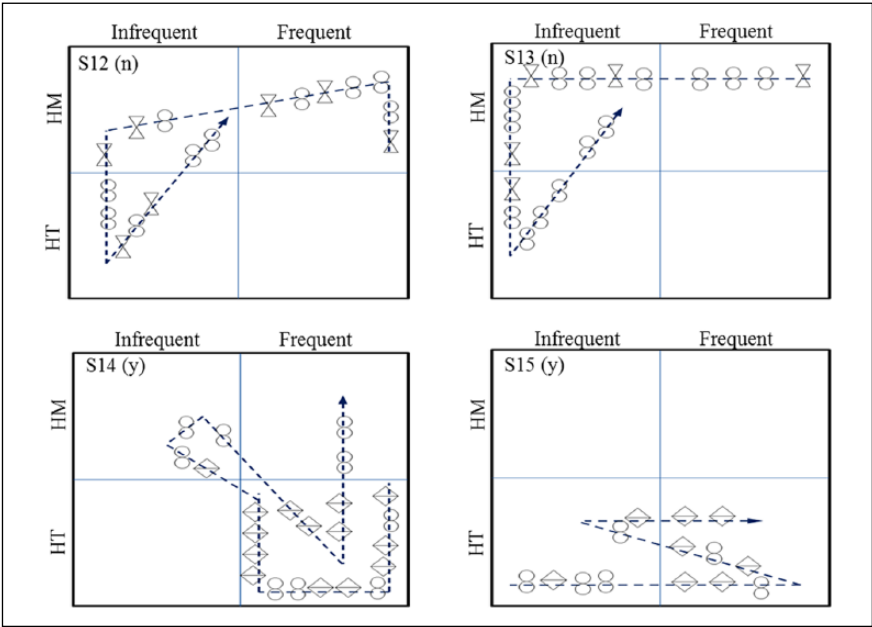 Infrequent Frequent
S12 (n)
HM
HT
Infrequent Frequent
S13 (n)
HM
HT
Infrequent Frequent
S14 (y)
HM
HT
Infrequent Frequent
S15 (y)
HM
HT